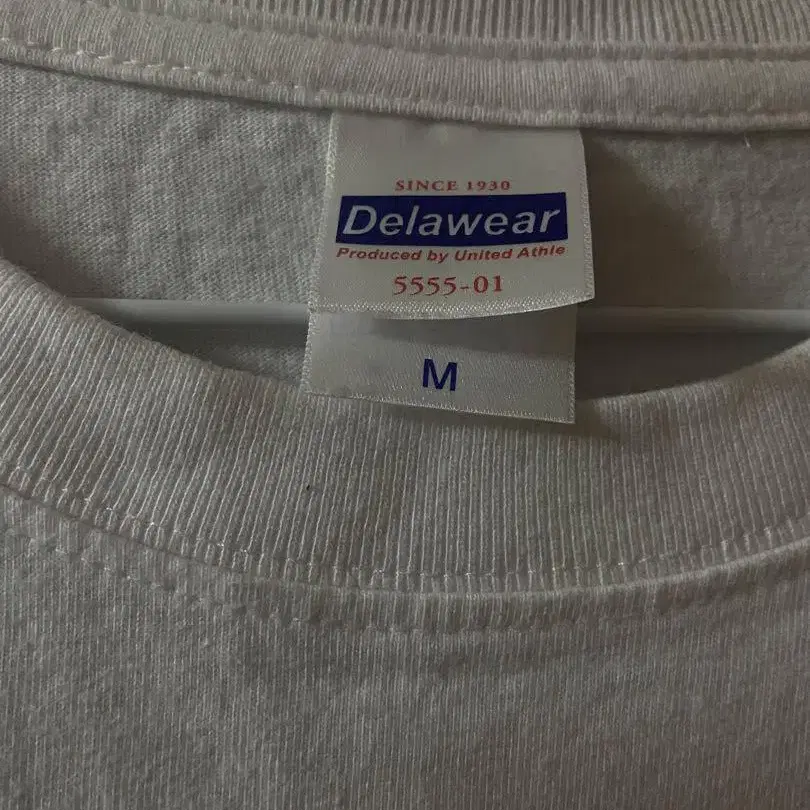 SINCE 1930
Delawear
Produced by United Athle
5555-01
M